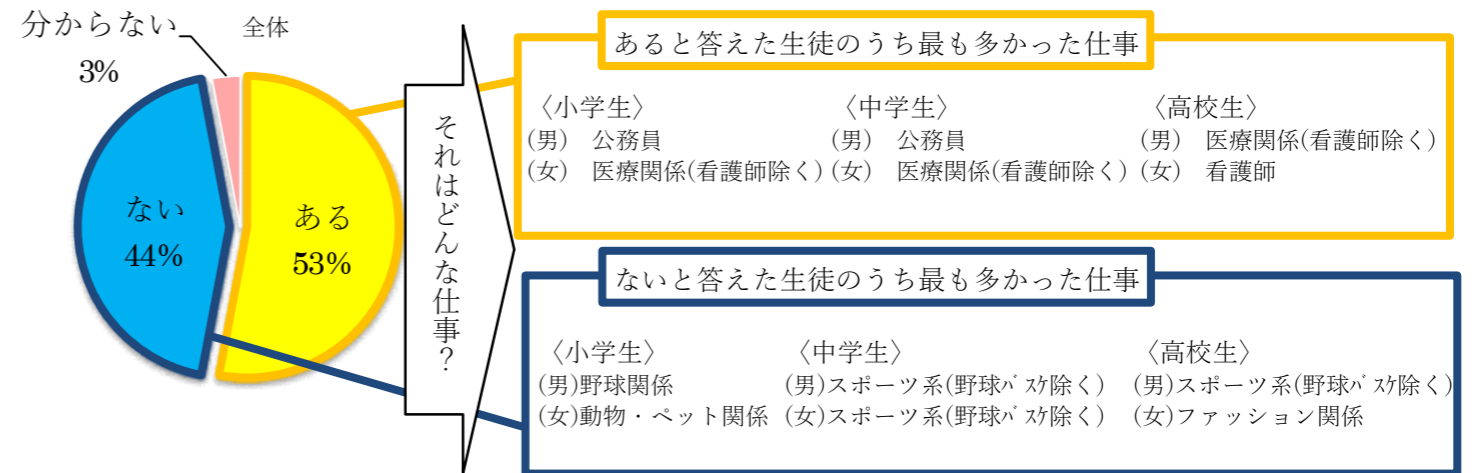 分からない
3%
全体
ない
44%
ある
53%
それはどんな仕事?
あると答えた生徒のうち最も多かった仕事
〈小学生〉 〈中学生〉 〈高校生〉
(男) 公務員 (男) 公務員 (男) 医療関係(看護師除く)
(女) 医療関係(看護師除く) (女) 医療関係(看護師除く) (女) 看護師
ないと答えた生徒のうち最も多かった仕事
〈小学生〉 〈中学生〉 〈高校生〉
(男)野球関係 (男)スポーツ系(野球バスケ除く) (男)スポーツ系(野球バスケ除く)
(女)動物・ペット関係 (女)スポーツ系(野球バスケ除く) (女)ファッション関係